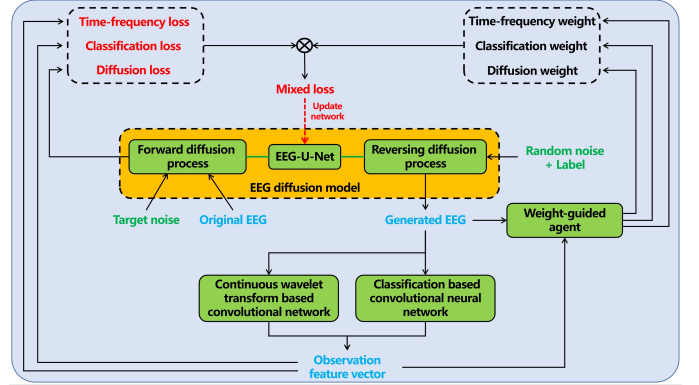 Time-frequency loss
Classification loss
Diffusion loss
Time-frequency weight
Classification weight
Diffusion weight
Mixed loss
Update
network
Forward diffusion
process
EEG-U-Net
Reversing diffusion
process
EEG diffusion model
Random noise
+ Label
Target noise
Original EEG
Generated EEG
Weight-guided
agent
Continuous wavelet
transform based
convolutional network
Classification based
convolutional neural
network
Observation
feature vector